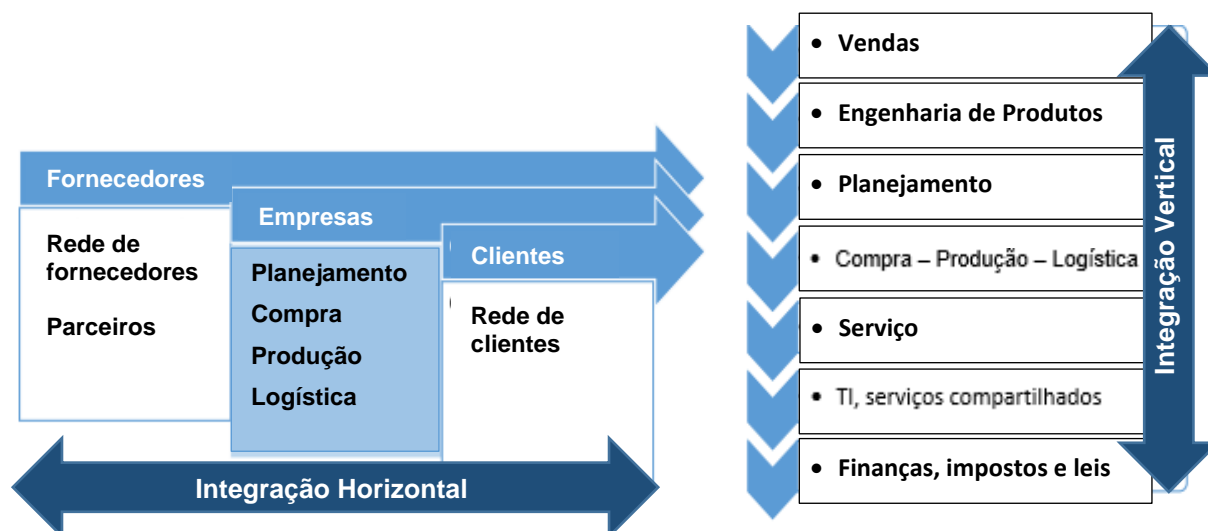 Fornecedores
Rede de
fornecedores
Parceiros
Empresas
Planejamento
Compra
Produção
Logística
Clientes
Rede de
clientes
Integração Horizontal
• Vendas
• Engenharia de Produtos
• Planejamento
• Compra – Produção – Logística
• Serviço
• TI, serviços compartilhados
• Finanças, impostos e leis
Integração Vertical